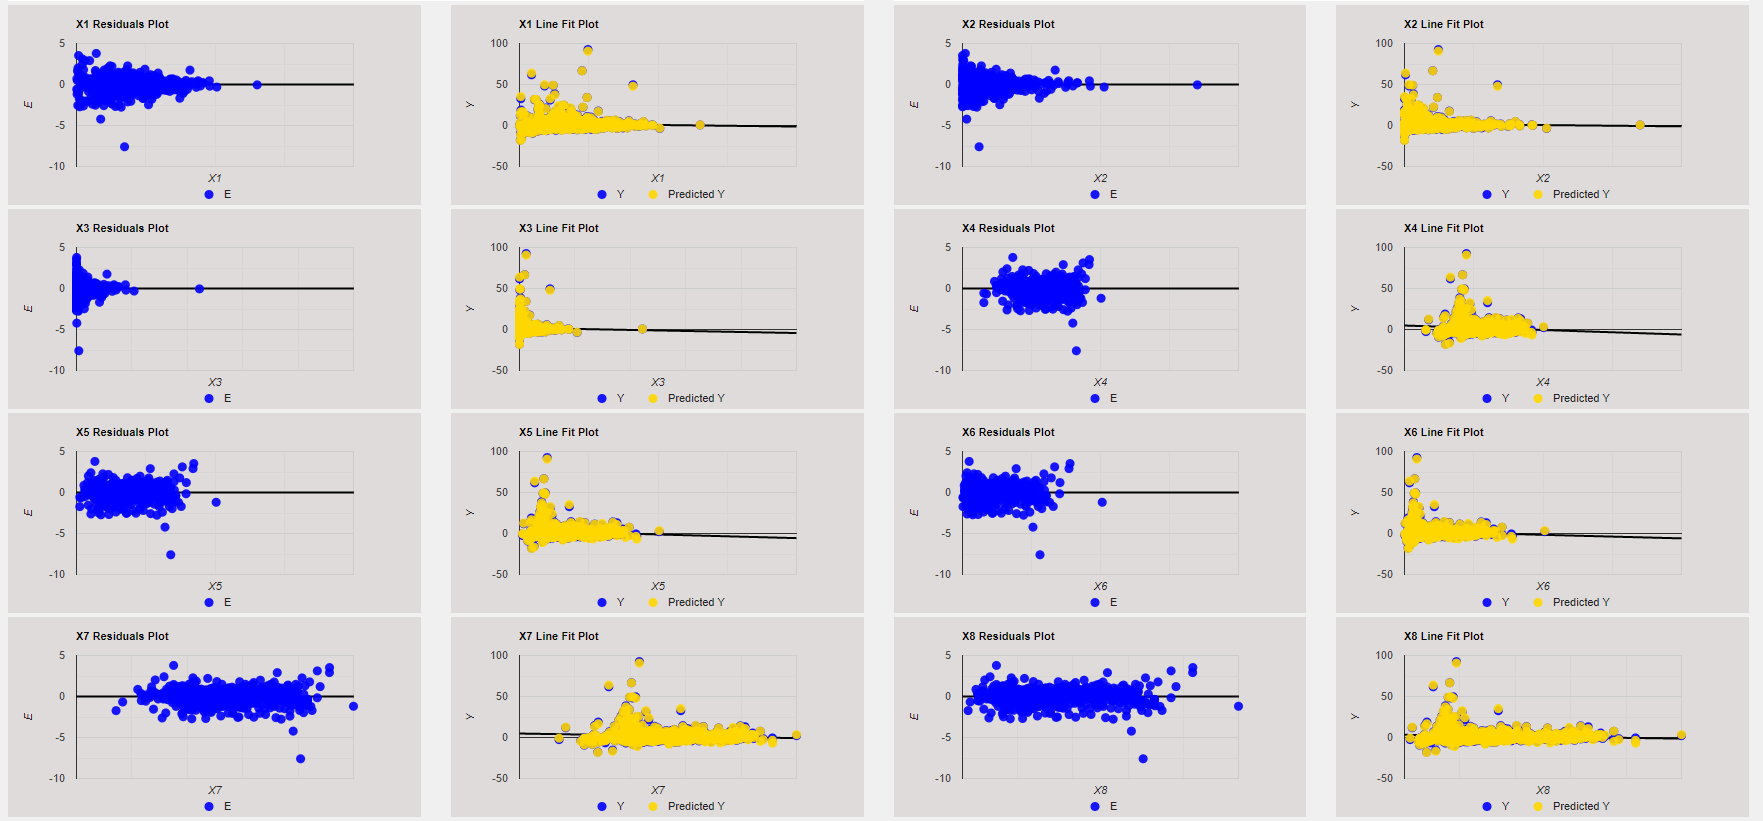 X1 Residuals Plot
5
0
-5
-10
E
X1
E
X1 Line Fit Plot
100
50
0
-50
Y
X1
Y Predicted Y
X2 Residuals Plot
5
0
-5
-10
E
X2
E
X2 Line Fit Plot
100
50
0
-50
Y
X2
Y Predicted Y
X3 Residuals Plot
5
0
-5
-10
E
X3
E
X3 Line Fit Plot
100
50
0
-50
Y
X3
Y Predicted Y
X4 Residuals Plot
5
0
-5
-10
E
X4
E
X4 Line Fit Plot
100
50
0
-50
Y
X4
Y Predicted Y
X5 Residuals Plot
5
0
-5
-10
E
X5
E
X5 Line Fit Plot
100
50
0
-50
Y
X5
Y Predicted Y
X6 Residuals Plot
5
0
-5
-10
E
X6
E
X6 Line Fit Plot
100
50
0
-50
Y
X6
Y Predicted Y
X7 Residuals Plot
5
0
-5
-10
E
X7
E
X7 Line Fit Plot
100
50
0
-50
Y
X7
Y Predicted Y
X8 Residuals Plot
5
0
-5
-10
E
X8
E
X8 Line Fit Plot
100
50
0
-50
Y
X8
Y Predicted Y